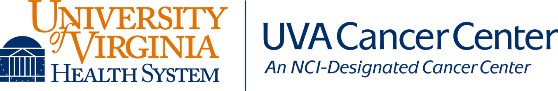 UNIVERSITY
of VIRGINIA
HEALTH SYSTEM
UVA Cancer Center
An NCI-Designated Cancer Center